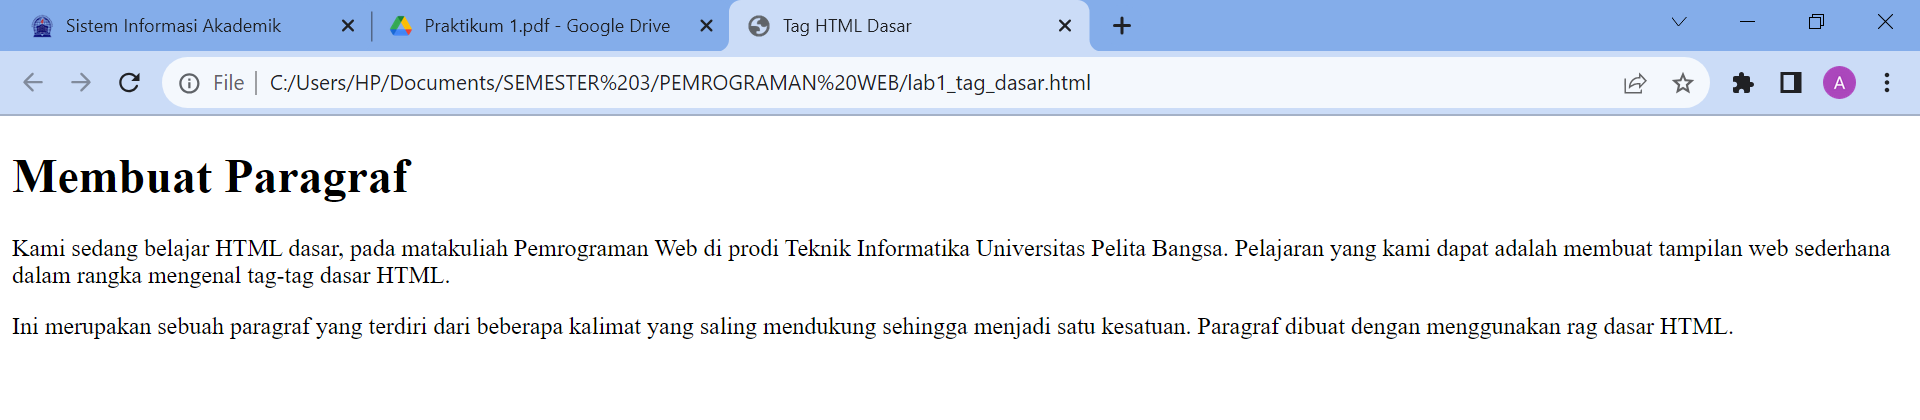 Sistem Informasi Akademik
Praktikum 1.pdf - Google Drive
Tag HTML Dasar
File
C:/Users/HP/Documents/SEMESTER%203/PEMROGRAMAN%20WEB/lab1_tag_dasar.html
A
Membuat Paragraf
Kami sedang belajar HTML dasar, pada matakuliah Pemrograman Web di prodi Teknik Informatika Universitas Pelita Bangsa. Pelajaran yang kami dapat adalah membuat tampilan web sederhana
dalam rangka mengenal tag-tag dasar HTML.
Ini merupakan sebuah paragraf yang terdiri dari beberapa kalimat yang saling mendukung sehingga menjadi satu kesatuan. Paragraf dibuat dengan menggunakan rag dasar HTML.